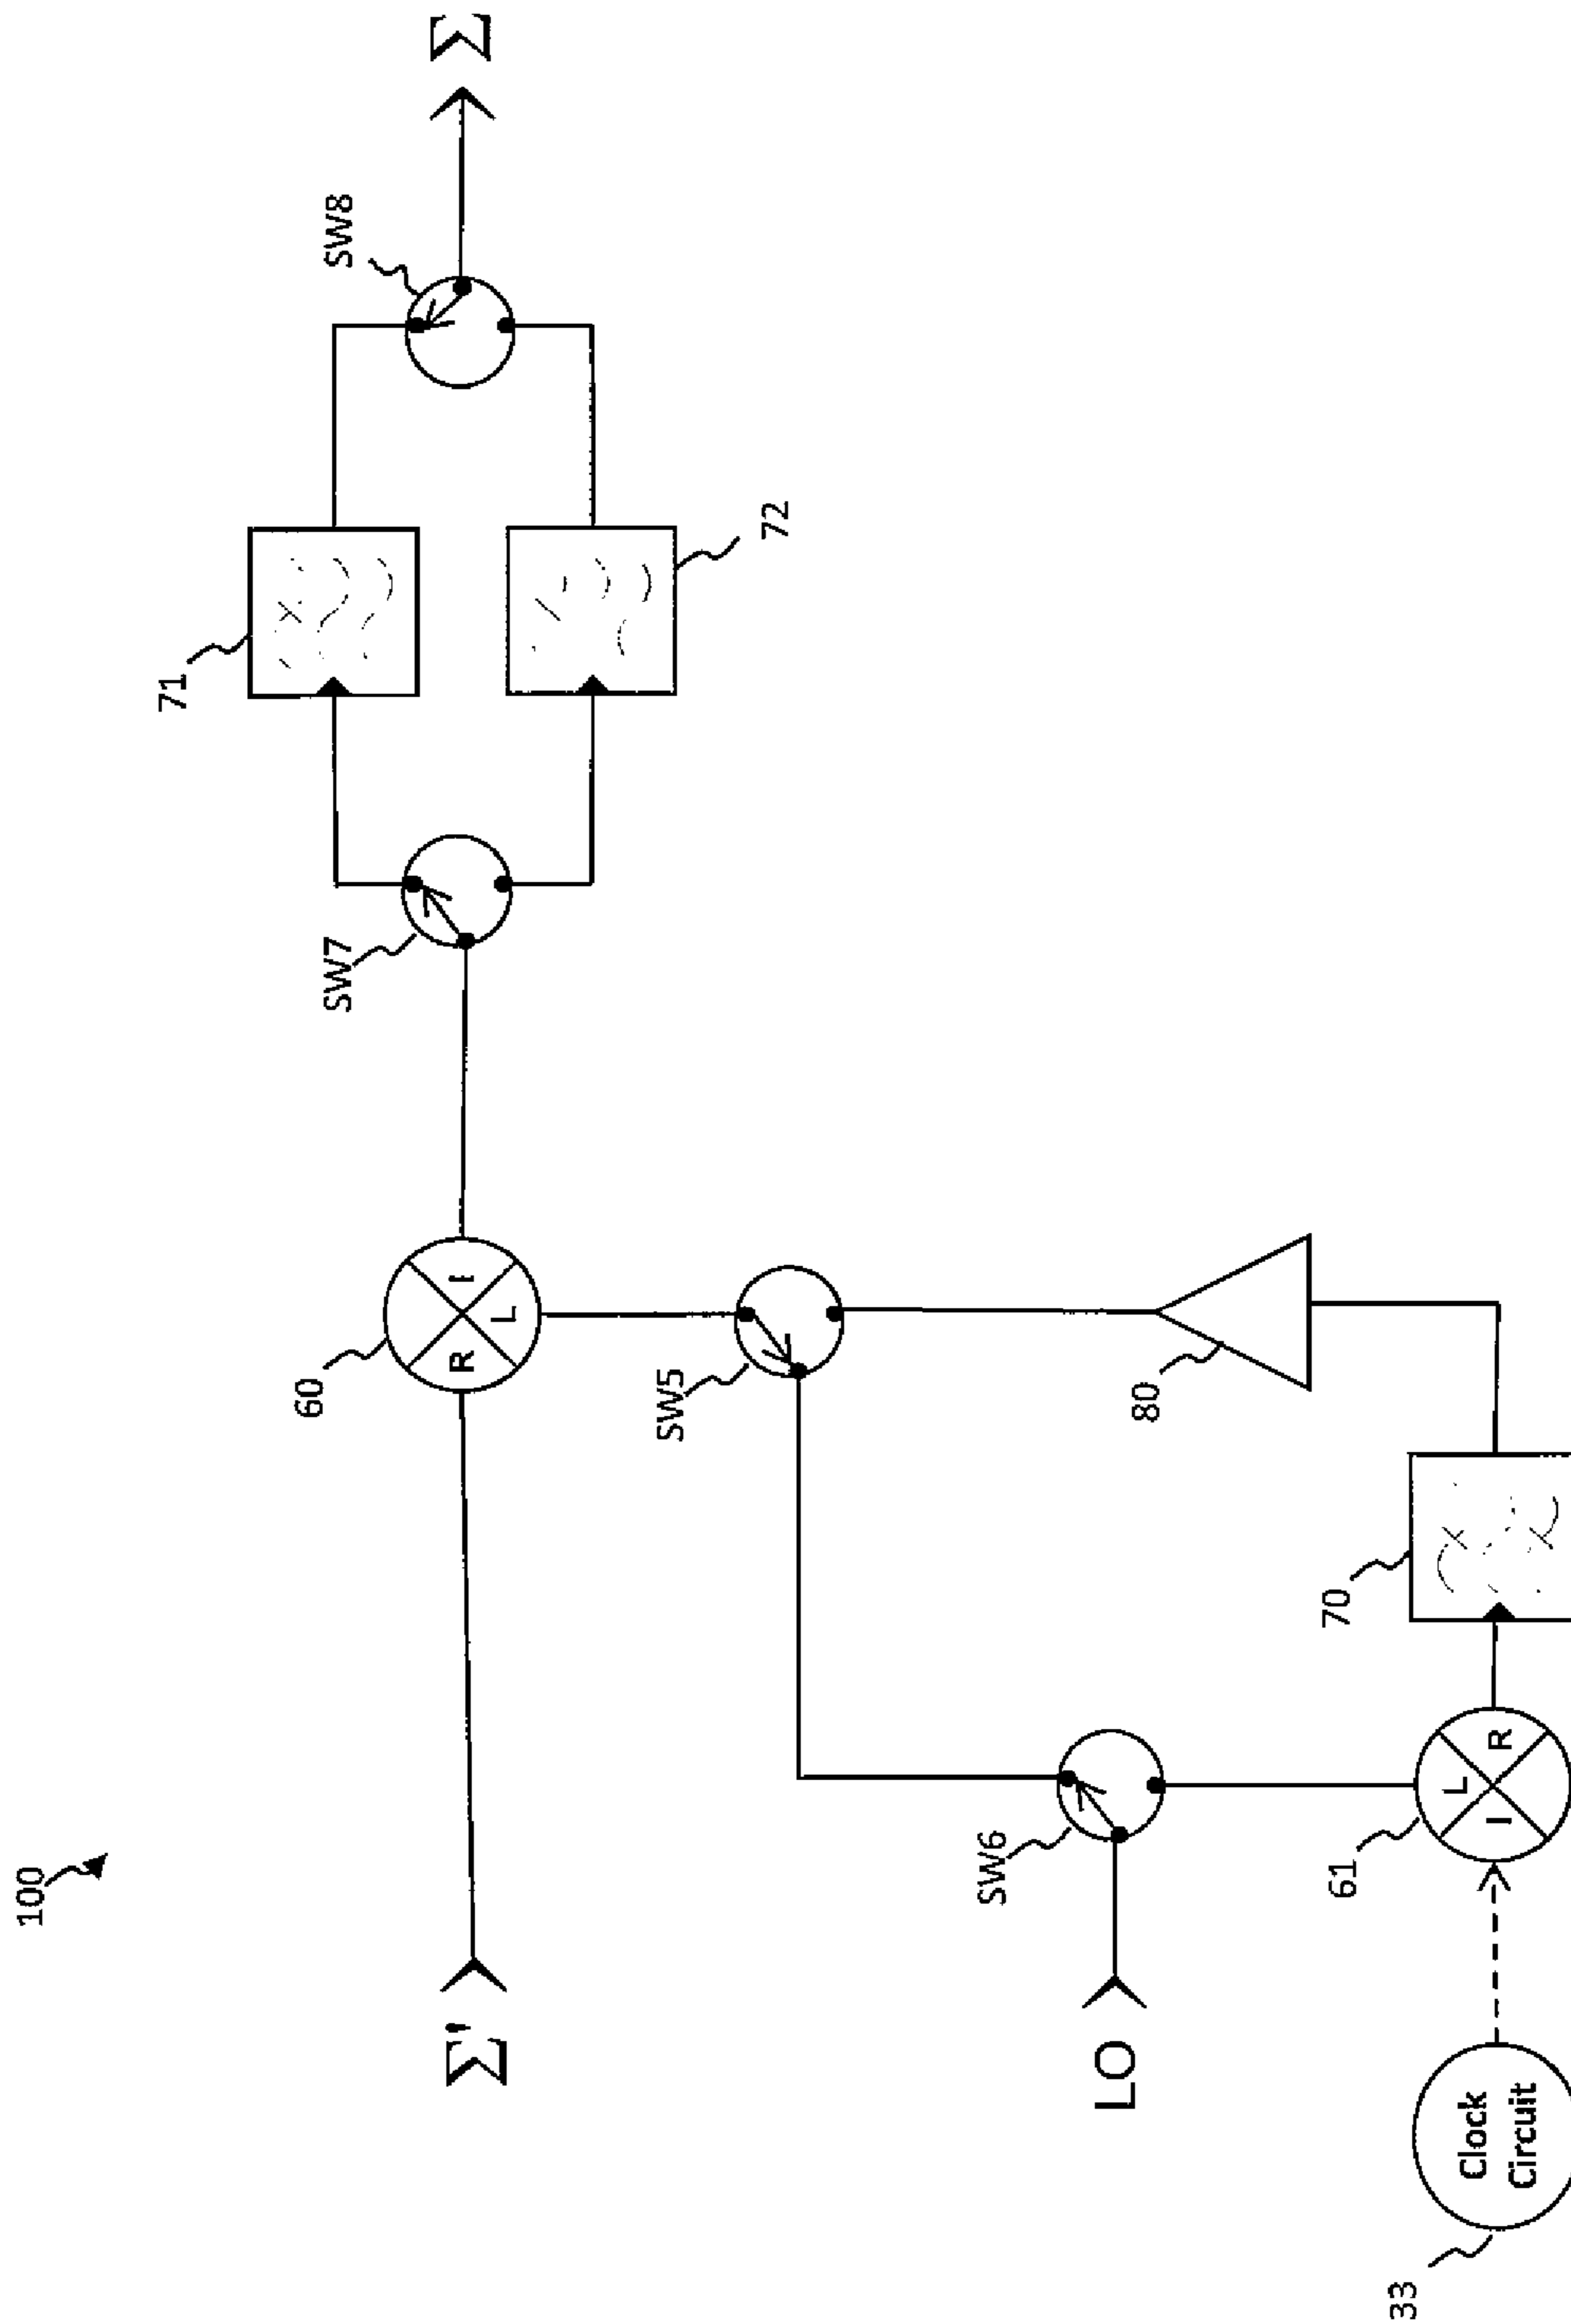 100
Σ'
60
R
I
L
SW7
71
72
SW8
Σ
SW5
LO
SW6
80
33
Clock
Circuit
61
L
I
R
70